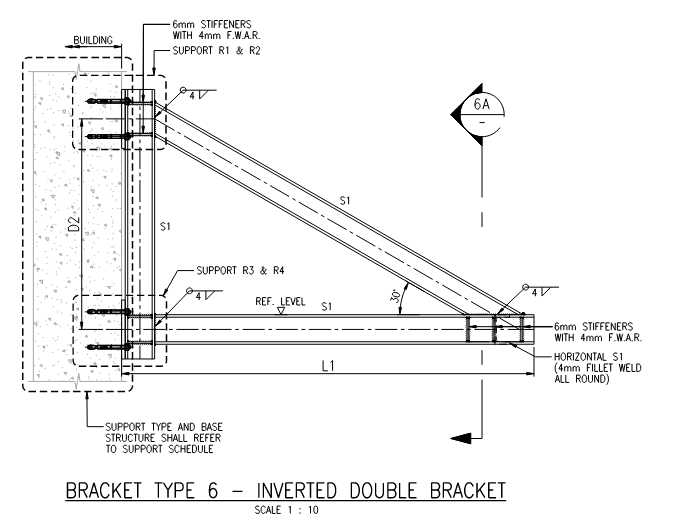 6mm STIFFENERS
WITH 4mm F.W.A.R.
BUILDING
SUPPORT R1 & R2
4
6A
-
S1
D2
S1
SUPPORT R3 & R4
4
REF. LEVEL
S1
30°
4
6mm STIFFENERS
WITH 4mm F.W.A.R.
HORIZONTAL S1
(4mm FILLET WELD
ALL ROUND)
L1
SUPPORT TYPE AND BASE
STRUCTURE SHALL REFER
TO SUPPORT SCHEDULE
BRACKET TYPE 6 - INVERTED DOUBLE BRACKET
SCALE 1 : 10